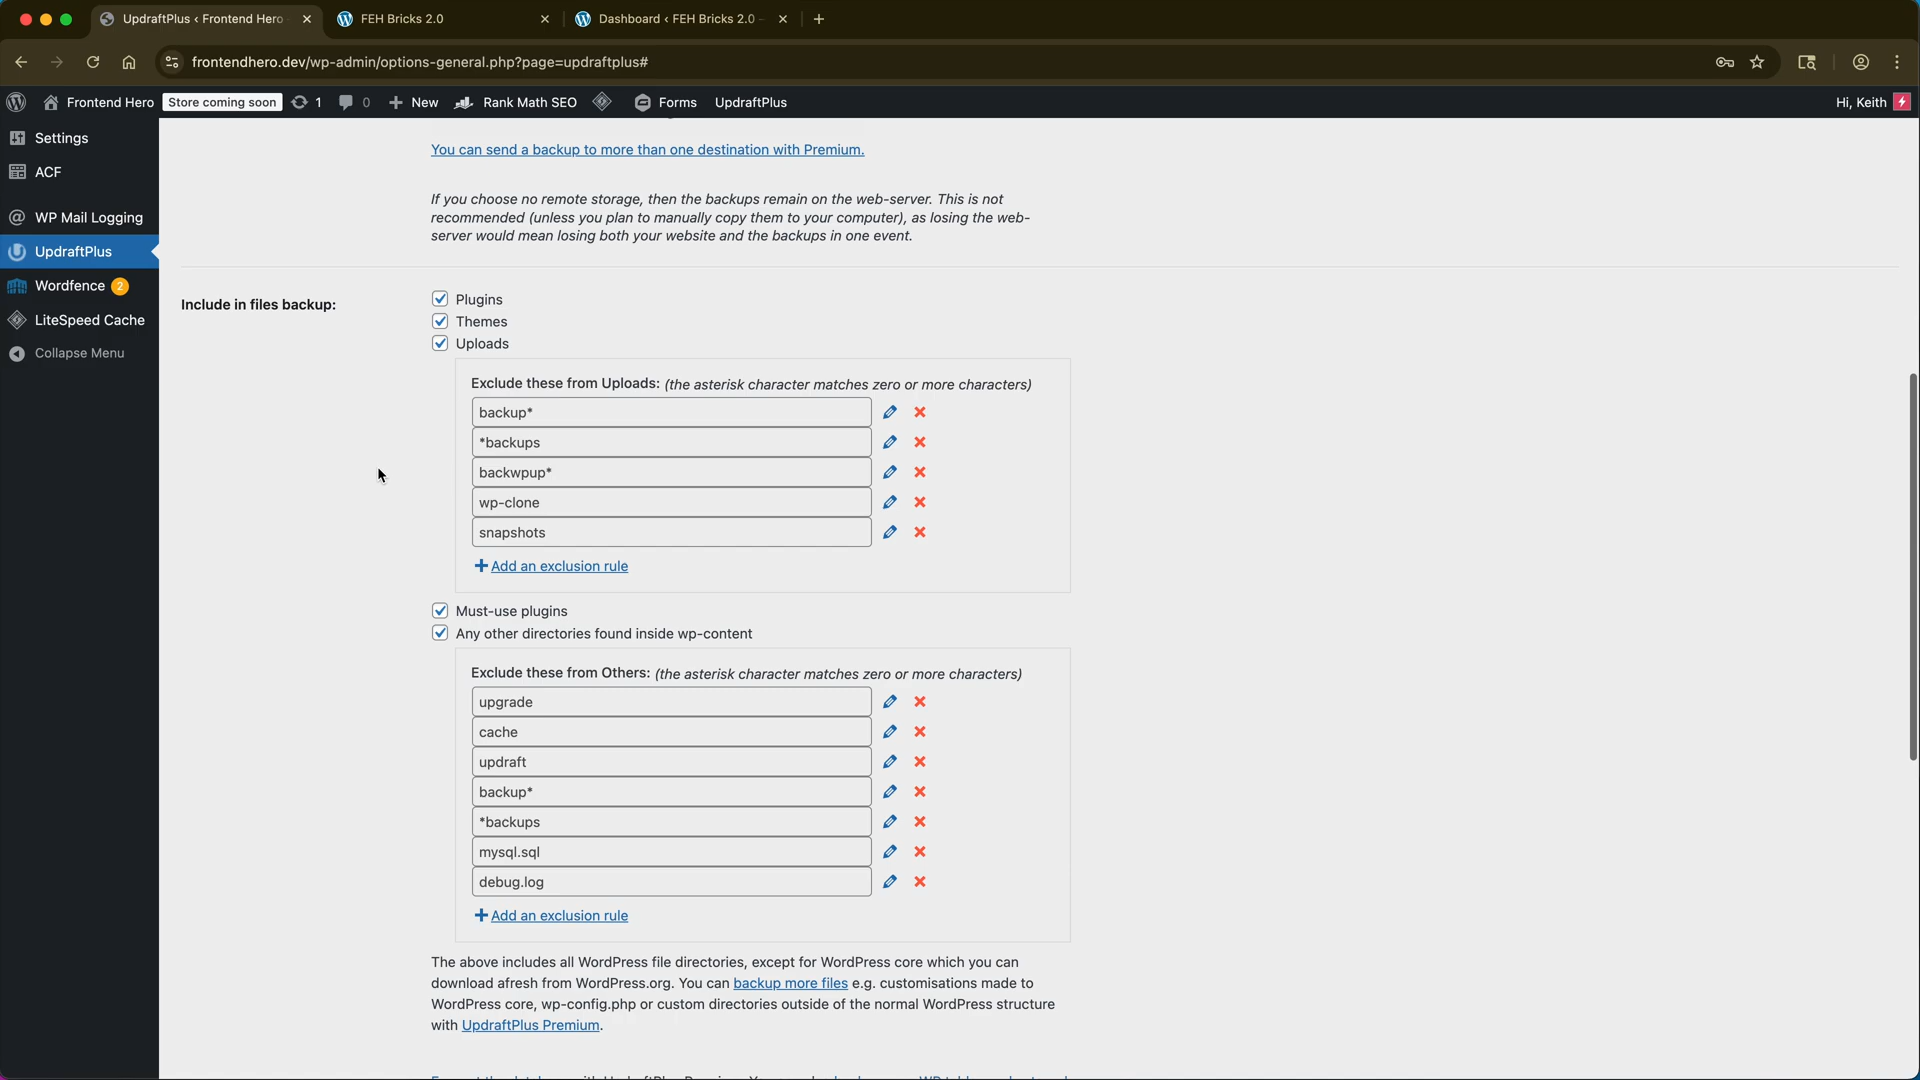 UpdraftPlus ‹ Frontend Hero
FEH Bricks 2.0
Dashboard ‹ FEH Bricks 2.0
frontendhero.dev/wp-admin/options-general.php?page=updraftplus#
Frontend Hero
Store coming soon
1
0
New
Rank Math SEO
Forms
UpdraftPlus
Hi, Keith
Settings
ACF
WP Mail Logging
UpdraftPlus
Wordfence 2
LiteSpeed Cache
Collapse Menu
You can send a backup to more than one destination with Premium.
If you choose no remote storage, then the backups remain on the web-server. This is not
recommended (unless you plan to manually copy them to your computer), as losing the web-
server would mean losing both your website and the backups in one event.
Include in files backup:
Plugins
Themes
Uploads
Exclude these from Uploads: (the asterisk character matches zero or more characters)
backup*
*backups
backwpup*
wp-clone
snapshots
Add an exclusion rule
Must-use plugins
Any other directories found inside wp-content
Exclude these from Others: (the asterisk character matches zero or more characters)
upgrade
cache
updraft
backup*
*backups
mysql.sql
debug.log
Add an exclusion rule
The above includes all WordPress file directories, except for WordPress core which you can
download afresh from WordPress.org. You can backup more files e.g. customisations made to
WordPress core, wp-config.php or custom directories outside of the normal WordPress structure
with UpdraftPlus Premium.